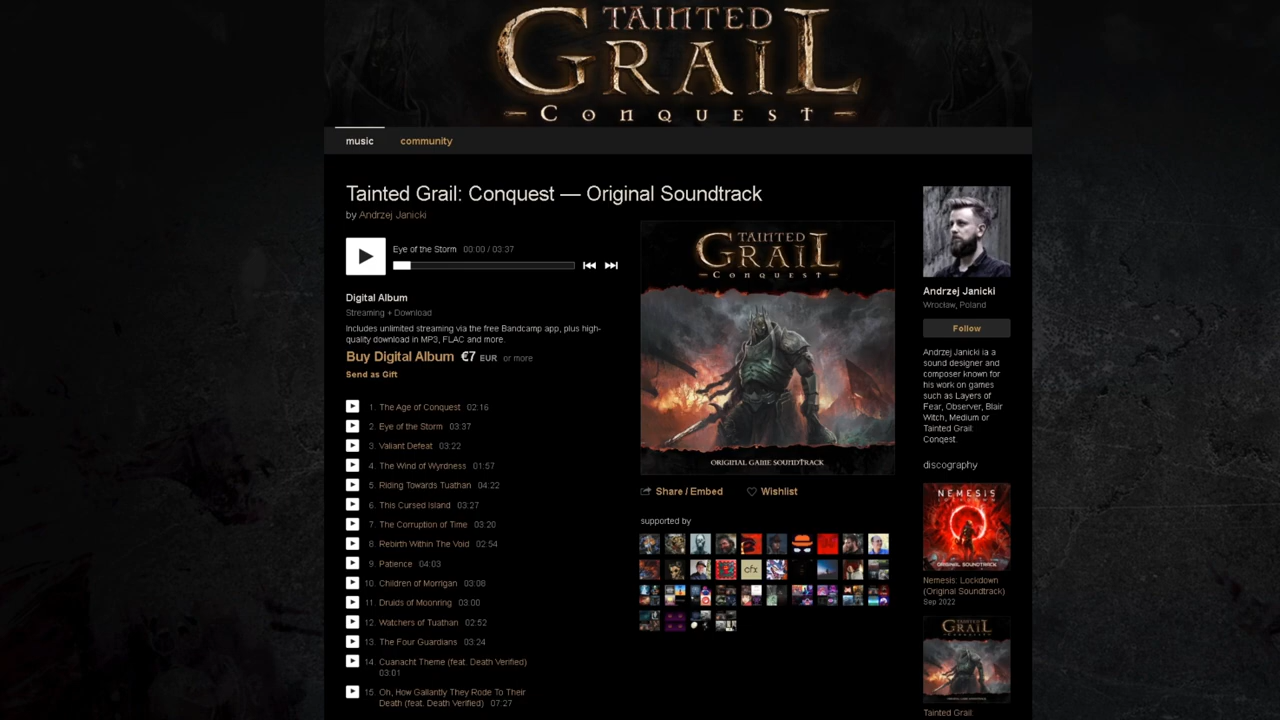 TAINTED
GRAIL
CONQUEST
music
community
Tainted Grail: Conquest — Original Soundtrack
by Andrzej Janicki
Eye of the Storm 00:00 / 03:37
Digital Album
Streaming + Download
Includes unlimited streaming via the free Bandcamp app, plus high-
quality download in MP3, FLAC and more.
Buy Digital Album €7 EUR or more
Send as Gift
1. The Age of Conquest 02:16
2. Eye of the Storm 03:37
3. Valiant Defeat 03:22
4. The Wind of Wyrdness 01:57
5. Riding Towards Tuathan 04:22
6. This Cursed Island 03:27
7. The Corruption of Time 03:20
8. Rebirth Within The Void 02:54
9. Patience 04:03
10. Children of Morrigan 03:08
11. Druids of Moonring 03:00
12. Watchers of Tuathan 02:52
13. The Four Guardians 03:24
14. Cuanacht Theme (feat. Death Verified)
03:01
15. Oh, How Gallantly They Rode To Their
Death (feat. Death Verified) 07:27
TAINTED
GRAIL
CONQUEST
ORIGINAL GAME SOUNDTRACK
Share / Embed
Wishlist
supported by
cfx
Andrzej Janicki
Wrocław, Poland
Follow
Andrzej Janicki ia a
sound designer and
composer known for
his work on games
such as Layers of
Fear, Observer, Blair
Witch, Medium or
Tainted Grail:
Conqest.
discography
NEMESIS
LOCKDOWN
ORIGINAL SOUNDTRACK
Nemesis: Lockdown
(Original Soundtrack)
Sep 2022
TAINTED
GRAIL
CONQUEST
Tainted Grail: